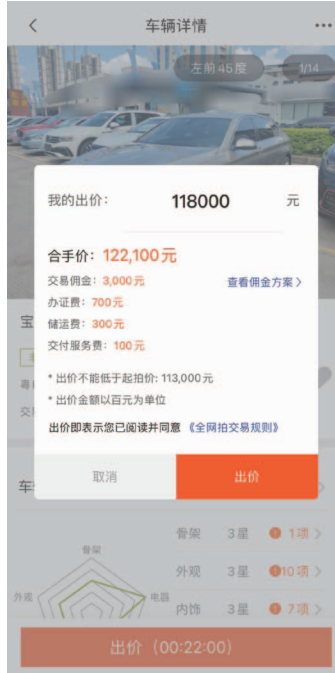 车辆详情
左前45度
1/14
我的出价: 118000 元
合手价: 122,100元
交易佣金: 3,000元 查看佣金方案
办证费: 700元
储运费: 300元
交付服务费: 100元
* 出价不能低于起拍价: 113,000元
* 出价金额以百元为单位
出价即表示您已阅读并同意 《全网拍交易规则》
取消 出价
宝
粤
交
车
骨架 3星 1项
骨架
外观 3星 10项
外观 电器
内饰 3星 7项
出价 (00:22:00)